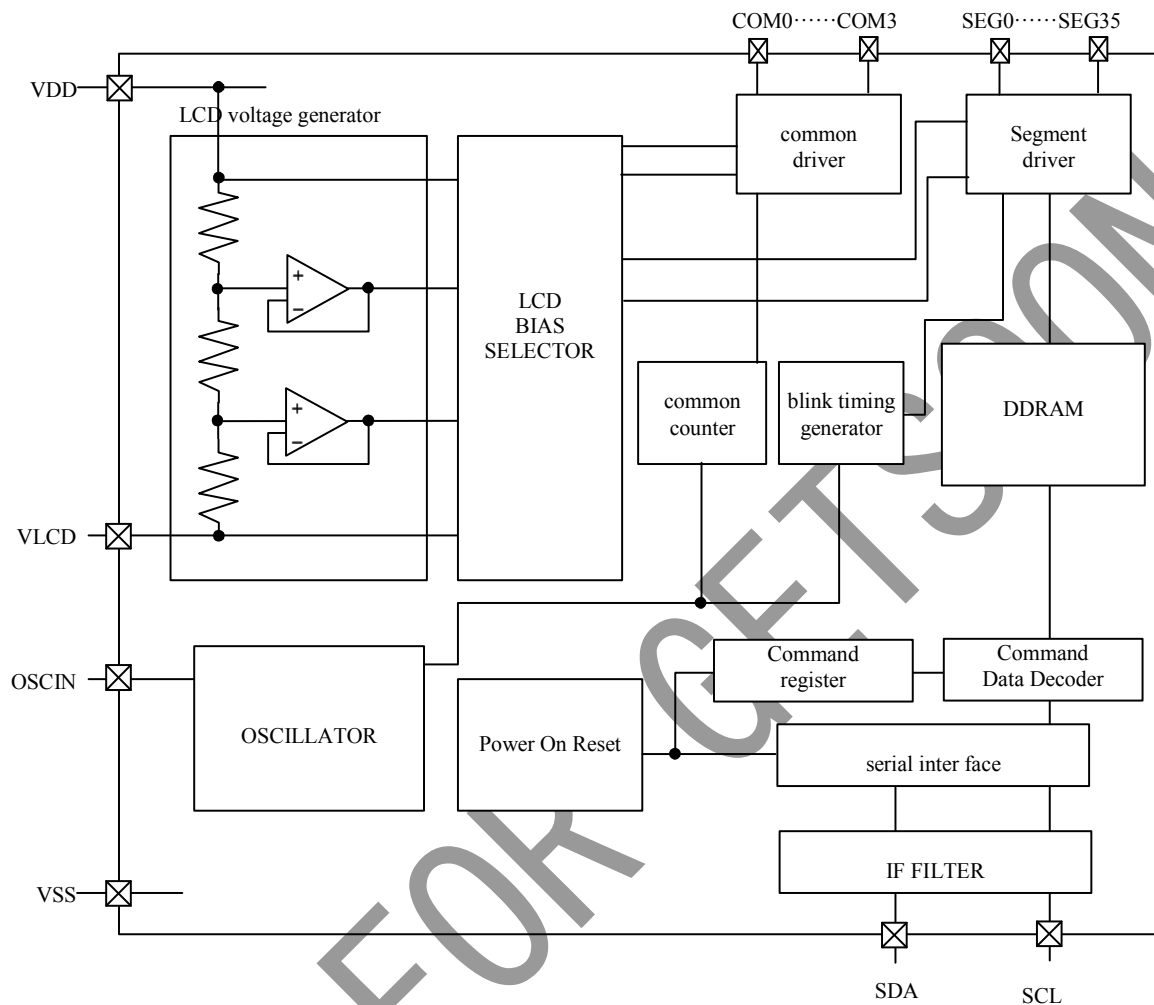 COM0······COM3
SEG0······SEG35
VDD
LCD voltage generator
common
driver
Segment
driver
+
−
LCD
BIAS
SELECTOR
+
−
common
counter
blink timing
generator
DDRAM
VLCD
OSCIN
OSCILLATOR
Power On Reset
Command
register
Command
Data Decoder
serial inter face
IF FILTER
VSS
SDA
SCL
FOR GETSCOM